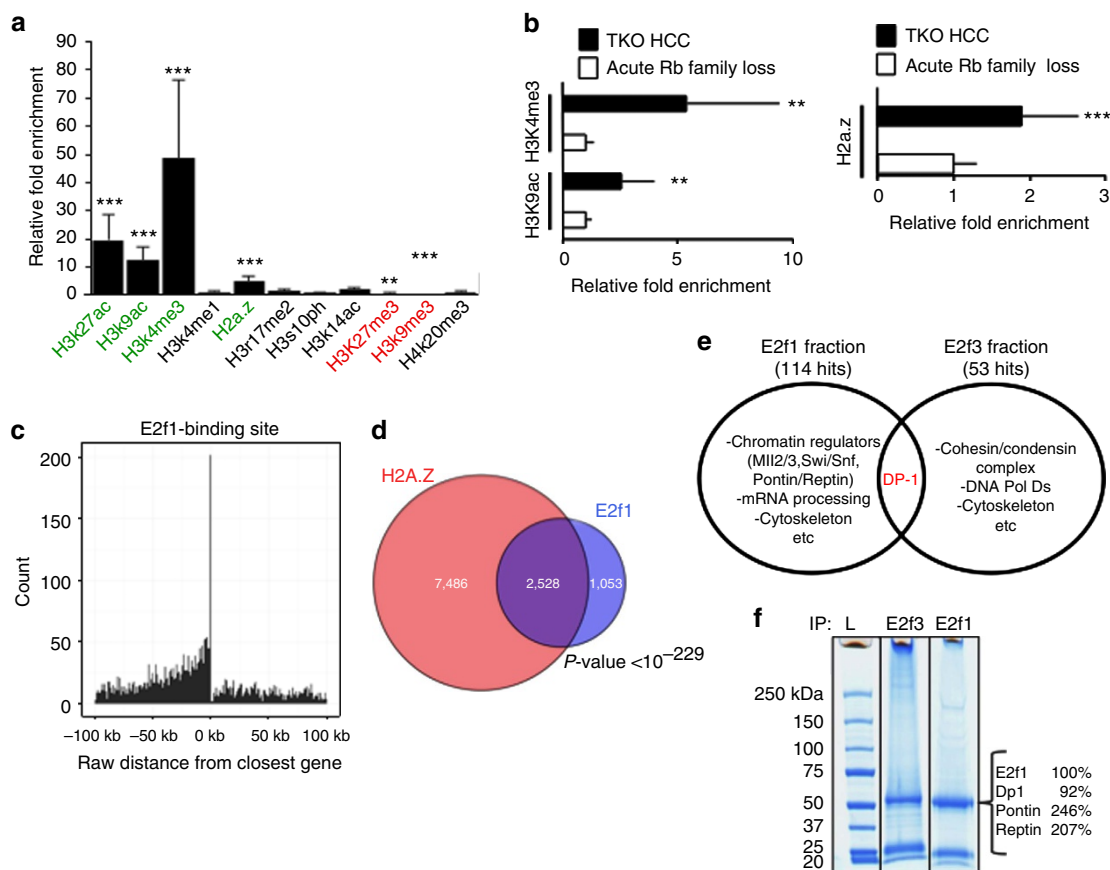 a
Relative fold enrichment
90
80
70
60
50
40
30
20
10
0
***
***
***
***
**
***
H3k27ac
H3k9ac
H3k4me3
H3k4me1
H2a.z
H3r17me2
H3s10ph
H3k14ac
H3K27me3
H3k9me3
H4k20me3
b
TKO HCC
Acute Rb family loss
H3K4me3
H3K9ac
**
**
0 5 10
Relative fold enrichment
TKO HCC
Acute Rb family loss
H2a.z
***
0 1 2 3
Relative fold enrichment
c
E2f1-binding site
Count
200
150
100
50
0
−100 kb −50 kb 0 kb 50 kb 100 kb
Raw distance from closest gene
d
H2A.Z
E2f1
7,486 2,528 1,053
P-value <10−229
e
E2f1 fraction
(114 hits)
E2f3 fraction
(53 hits)
-Chromatin regulators
(MII2/3,Swi/Snf,
Pontin/Reptin)
-mRNA processing
-Cytoskeleton
etc
DP-1
-Cohesin/condensin
complex
-DNA Pol Ds
-Cytoskeleton
etc
f
IP: L E2f3 E2f1
250 kDa
150
100
75
50
37
25
20
E2f1 100%
Dp1 92%
Pontin 246%
Reptin 207%